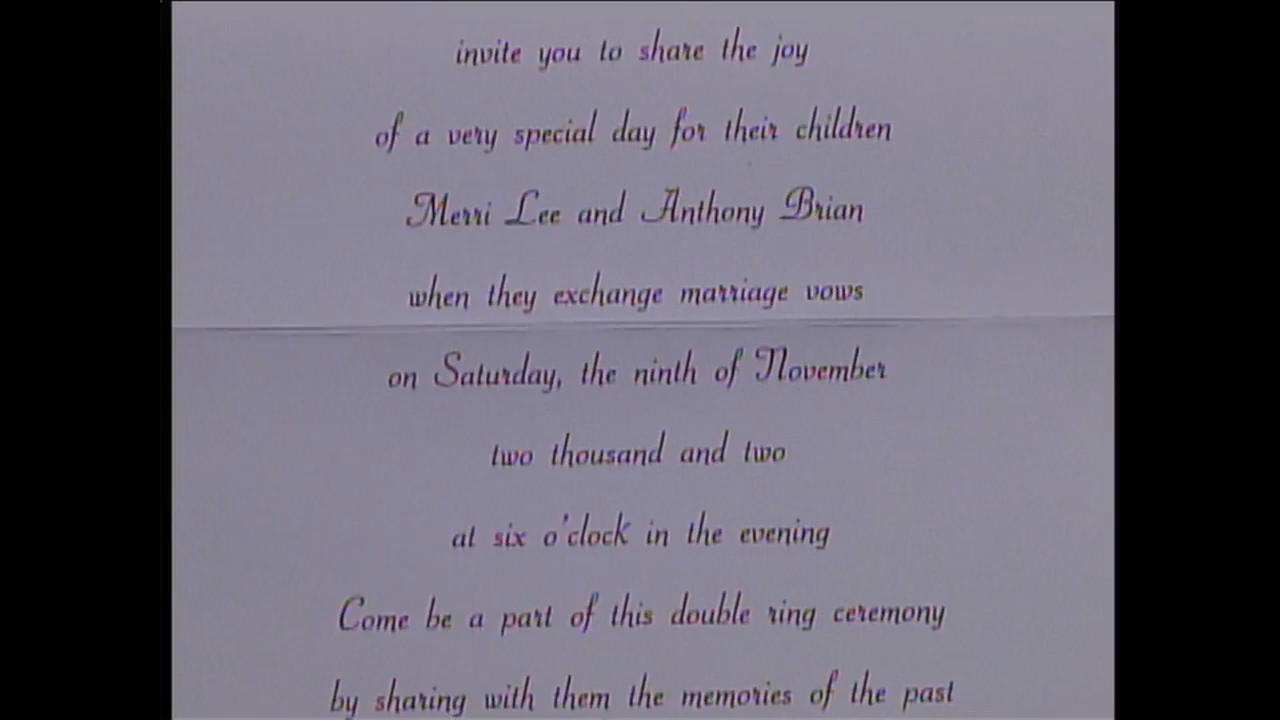 invite you to share the joy
of a very special day for their children
Merri Lee and Anthony Brian
when they exchange marriage vows
on Saturday, the ninth of November
two thousand and two
at six o'clock in the evening
Come be a part of this double ring ceremony
by sharing with them the memories of the past